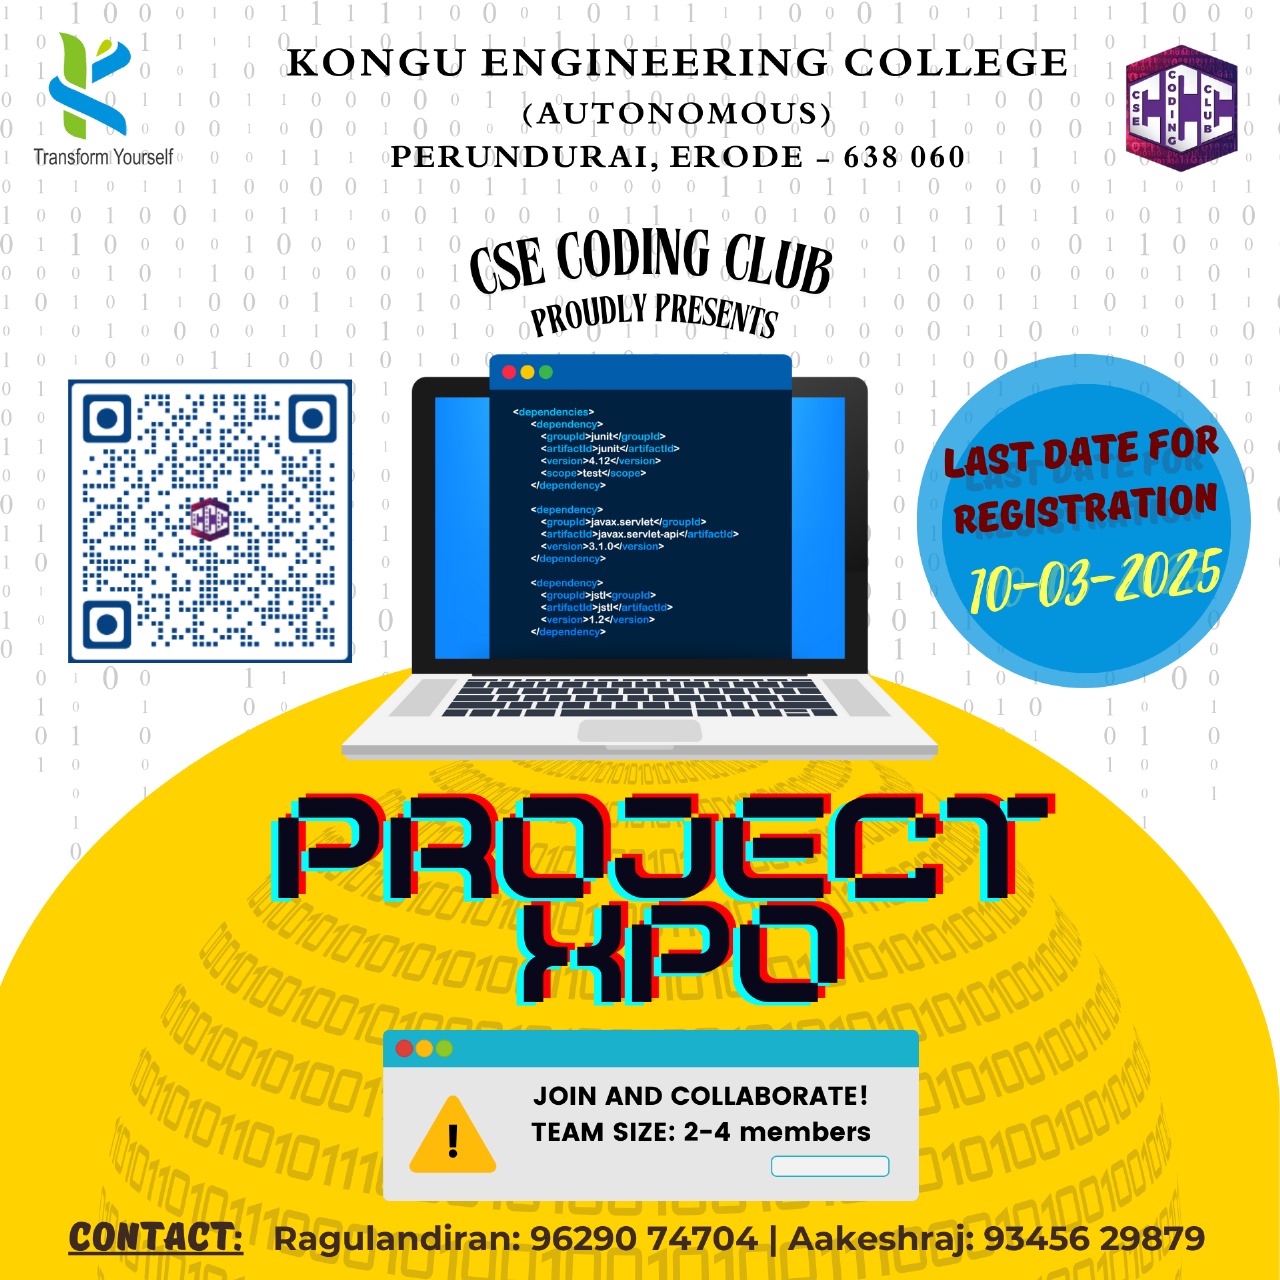 Transform Yourself
KONGU ENGINEERING COLLEGE
(AUTONOMOUS)
PERUNDURAI, ERODE – 638 060
CSE
CODING
CLUB
CCC
CSE CODING CLUB
PROUDLY PRESENTS
<dependencies>
<dependency>
<groupId>junit</groupId>
<artifactId>junit</artifactId>
<version>4.12</version>
<scope>test</scope>
</dependency>
<dependency>
<groupId>javax.servlet</groupId>
<artifactId>javax.servlet-api</artifactId>
<version>3.1.0</version>
</dependency>
<dependency>
<groupId>jstl<groupId>
<artifactId>jstl</artifactId>
<version>1.2</version>
</dependency>
LAST DATE FOR
REGISTRATION
10-03-2025
PROJECT
XPO
JOIN AND COLLABORATE!
TEAM SIZE: 2-4 members
CONTACT: Ragulandiran: 96290 74704 | Aakeshraj: 93456 29879